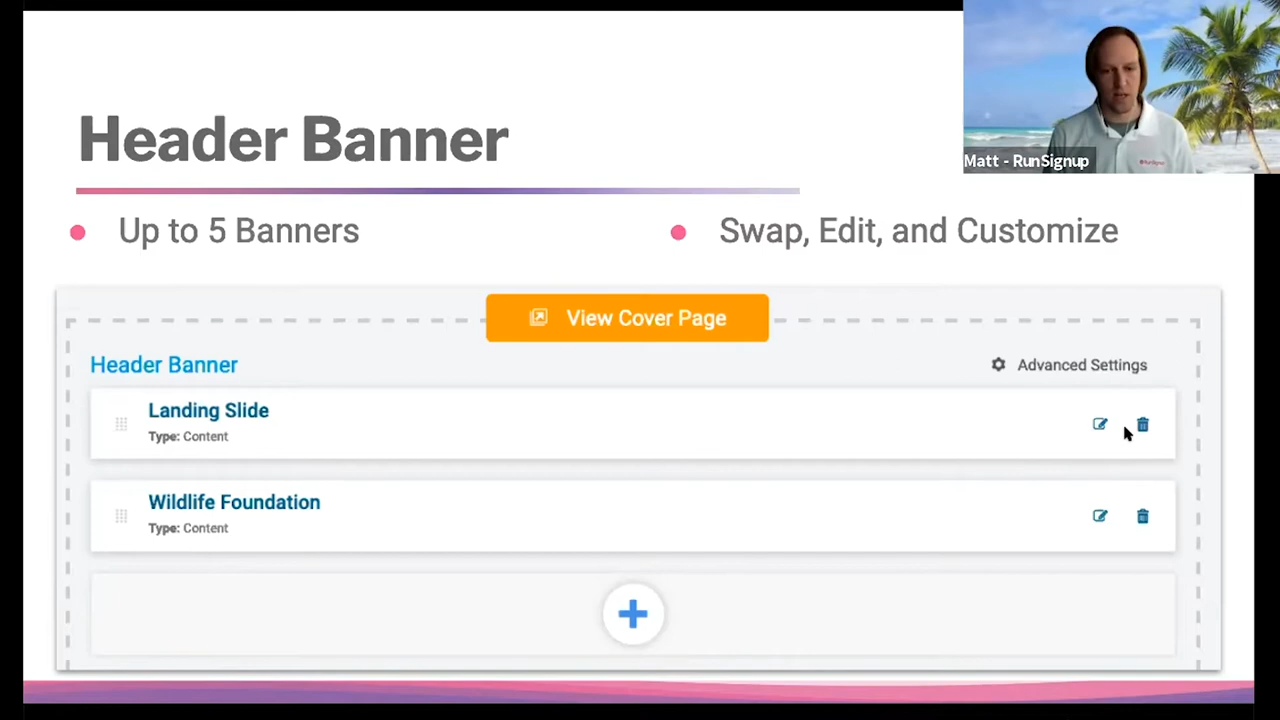 Header Banner
Matt - RunSignup
Up to 5 Banners
Swap, Edit, and Customize
View Cover Page
Header Banner
Advanced Settings
Landing Slide
Type: Content
Wildlife Foundation
Type: Content